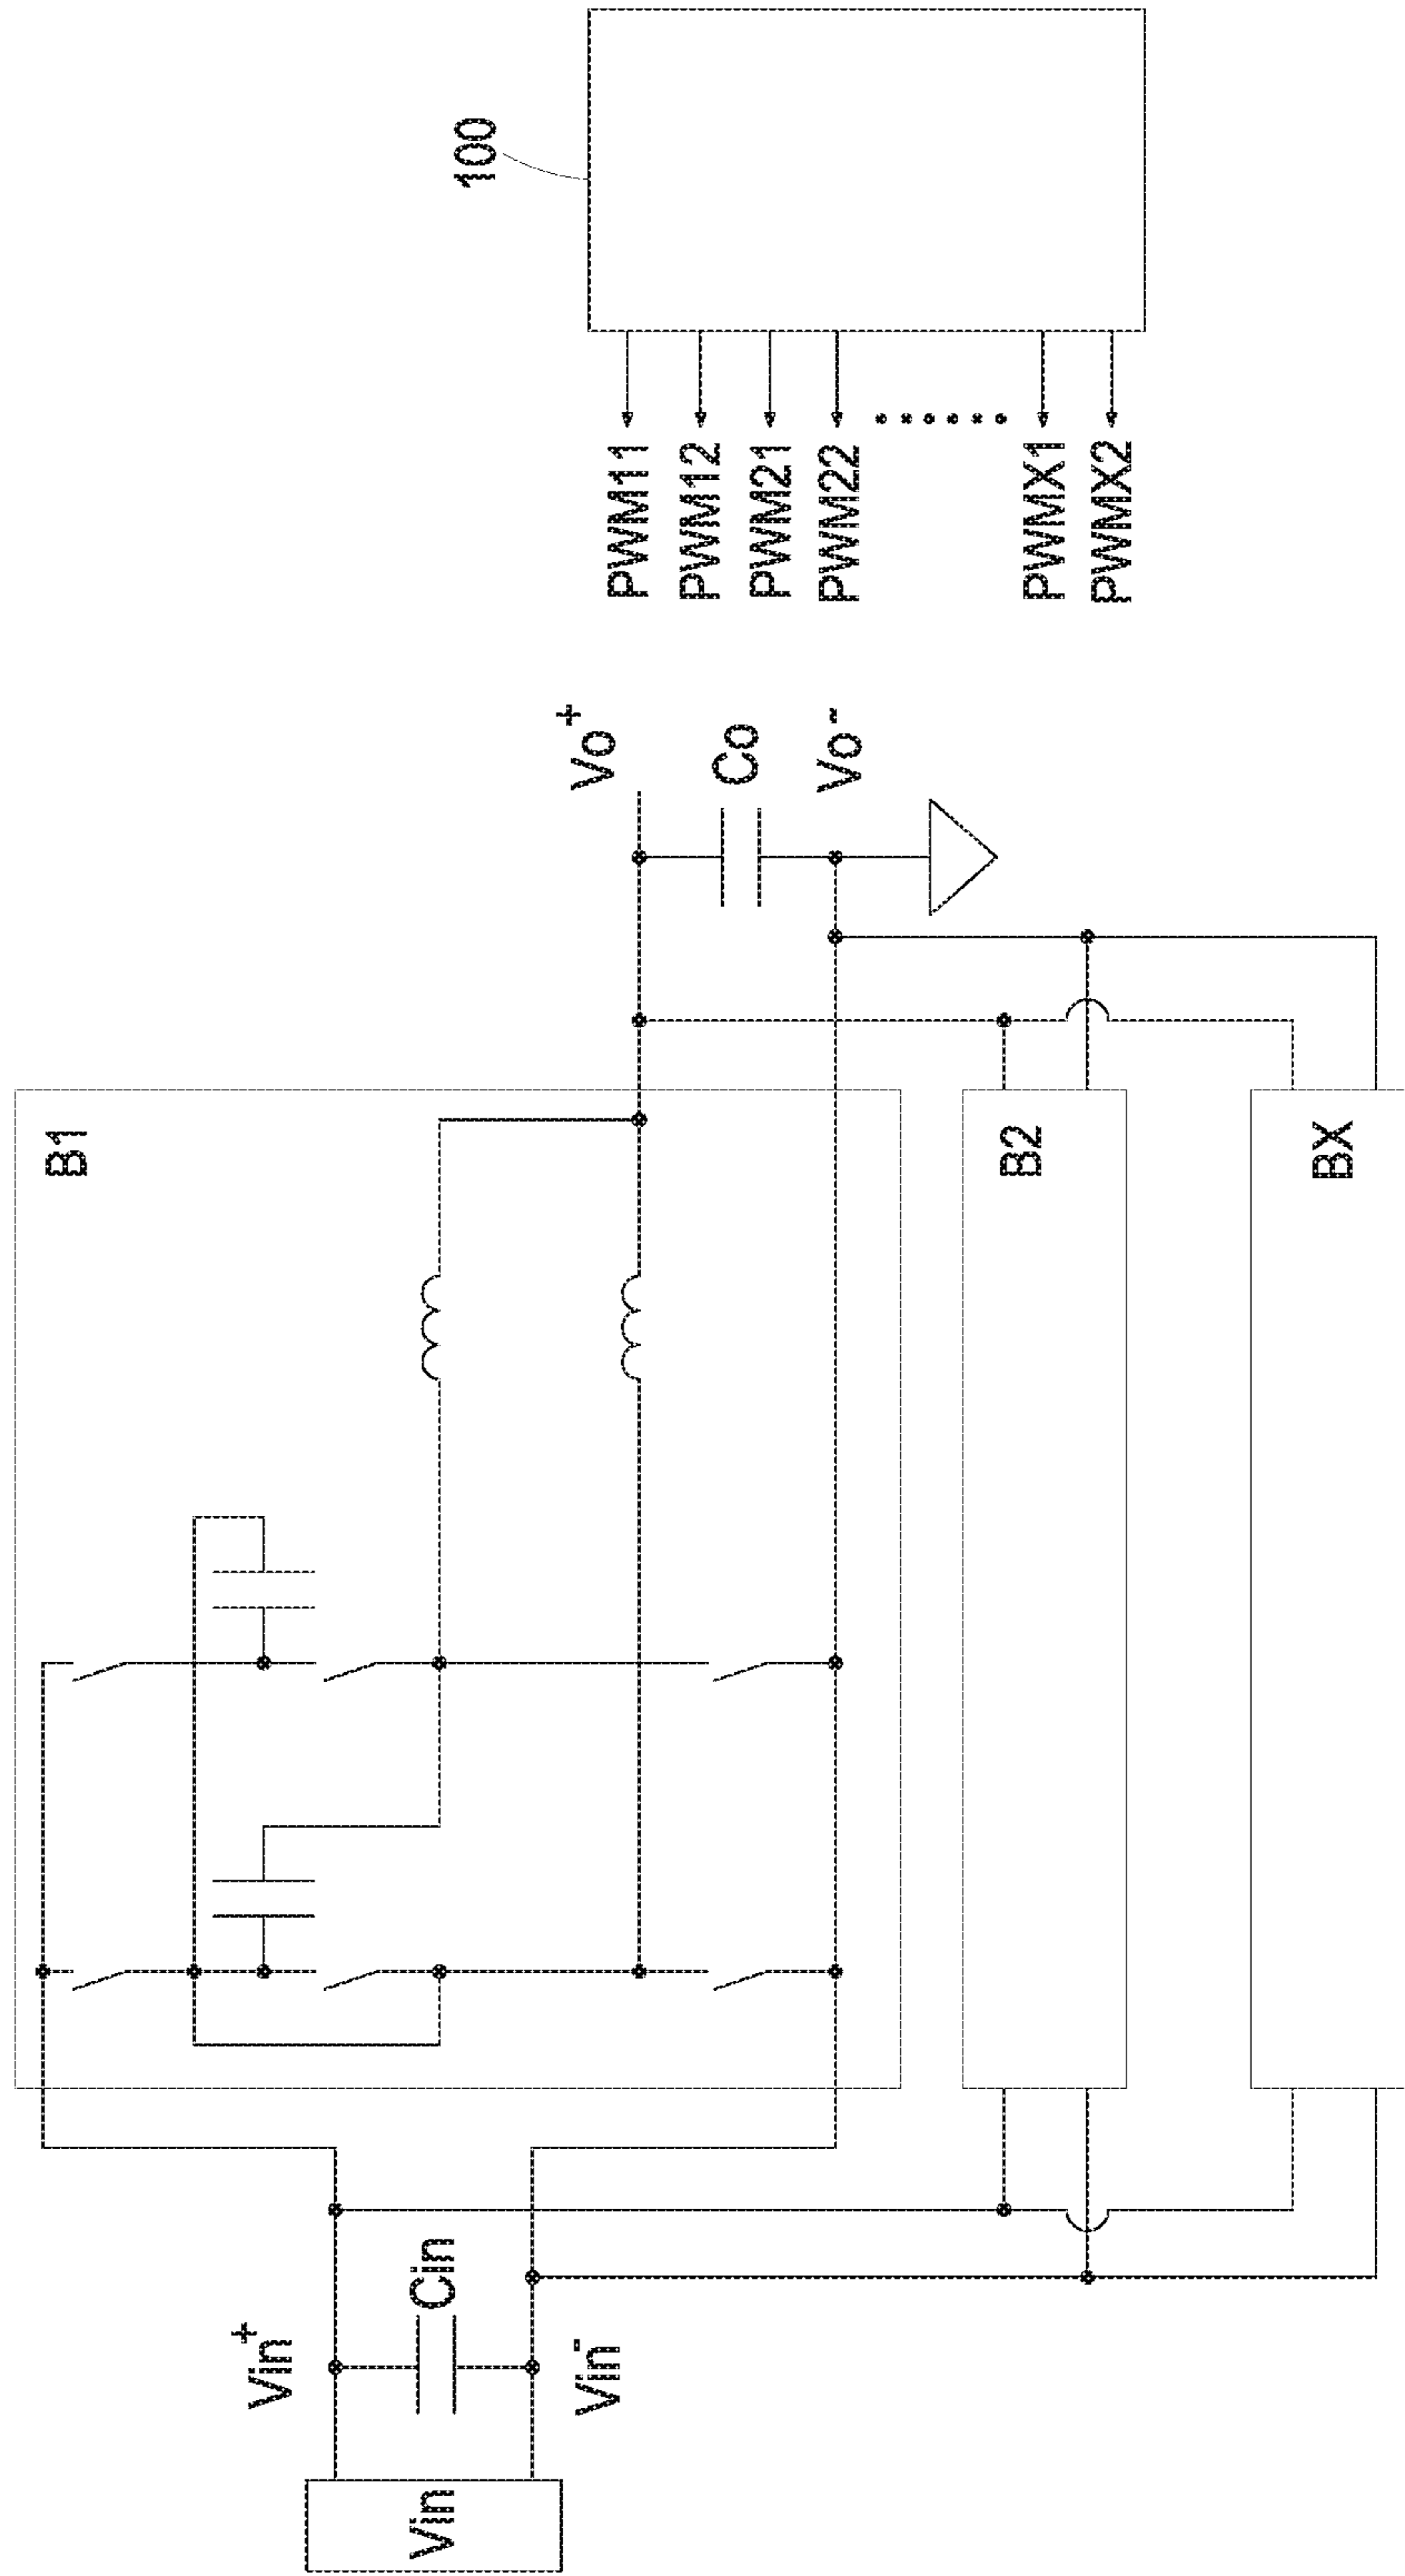 Vin
Vin+
Cin
Vin-
B1
B2
BX
Vo+
Co
Vo-
PWM11
PWM12
PWM21
PWM22
PWMX1
PWMX2
100